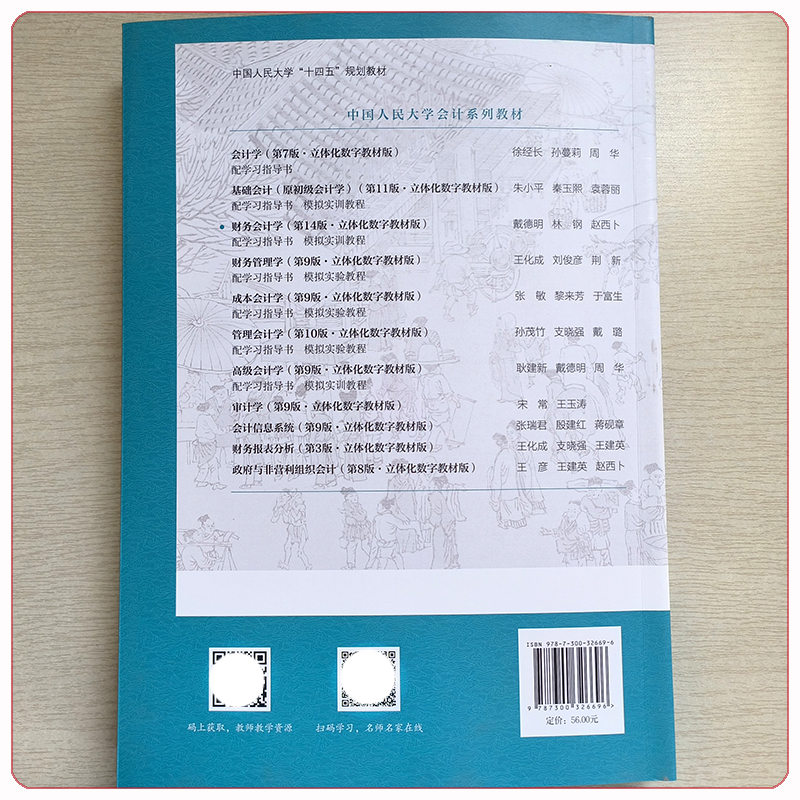 中国人民大学“十四五”规划教材
中国人民大学会计系列教材
会计学（第7版·立体化数字教材版） 徐经长 孙蔓莉 周 华
配学习指导书
基础会计（原初级会计学）（第11版·立体化数字教材版） 朱小平 秦玉熙 袁蓉丽
配学习指导书 模拟实训教程
• 财务会计学（第14版·立体化数字教材版） 戴德明 林 钢 赵西卜
配学习指导书 模拟实训教程
财务管理学（第9版·立体化数字教材版） 王化成 刘俊彦 荆 新
配学习指导书 模拟实验教程
成本会计学（第9版·立体化数字教材版） 张 敏 黎来芳 于富生
配学习指导书 模拟实验教程
管理会计学（第10版·立体化数字教材版） 孙茂竹 支晓强 戴 璐
配学习指导书 模拟实验教程
高级会计学（第9版·立体化数字教材版） 耿建新 戴德明 周 华
配学习指导书 模拟实训教程
审计学（第9版·立体化数字教材版） 宋 常 王玉涛
会计信息系统（第9版·立体化数字教材版） 张瑞君 殷建红 蒋砚章
财务报表分析（第3版·立体化数字教材版） 王化成 支晓强 王建英
政府与非营利组织会计（第8版·立体化数字教材版） 王 彦 王建英 赵西卜
码上获取，教师教学资源
扫码学习，名师名家在线
ISBN 978-7-300-32669-6
9 787300 326696 >
定价：56.00元